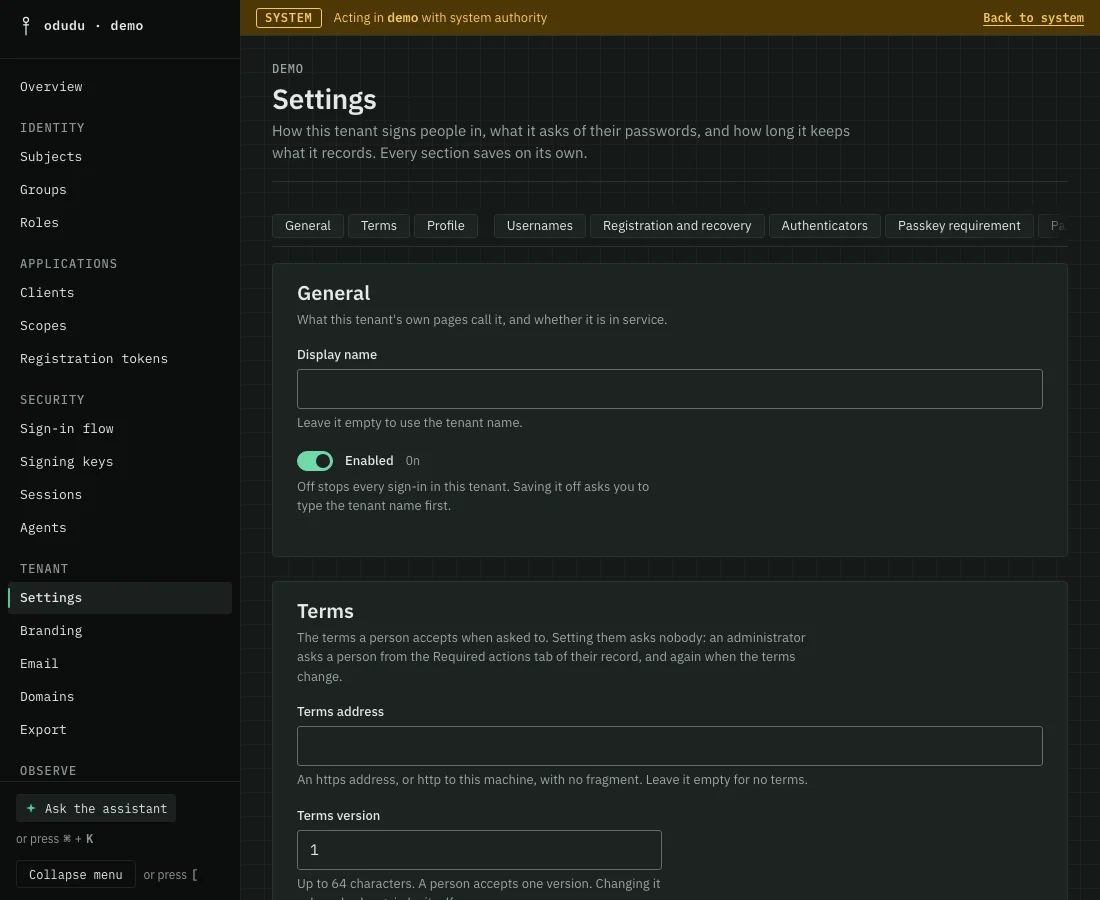 odudu · demo
SYSTEM Acting in demo with system authority Back to system
Overview
IDENTITY
Subjects
Groups
Roles
APPLICATIONS
Clients
Scopes
Registration tokens
SECURITY
Sign-in flow
Signing keys
Sessions
Agents
TENANT
Settings
Branding
Email
Domains
Export
OBSERVE
Ask the assistant
or press ⌘ + K
Collapse menu or press [
DEMO
Settings
How this tenant signs people in, what it asks of their passwords, and how long it keeps
what it records. Every section saves on its own.
General Terms Profile Usernames Registration and recovery Authenticators Passkey requirement
General
What this tenant's own pages call it, and whether it is in service.
Display name
Leave it empty to use the tenant name.
Enabled On
Off stops every sign-in in this tenant. Saving it off asks you to
type the tenant name first.
Terms
The terms a person accepts when asked to. Setting them asks nobody: an administrator
asks a person from the Required actions tab of their record, and again when the terms
change.
Terms address
An https address, or http to this machine, with no fragment. Leave it empty for no terms.
Terms version
1
Up to 64 characters. A person accepts one version. Changing it